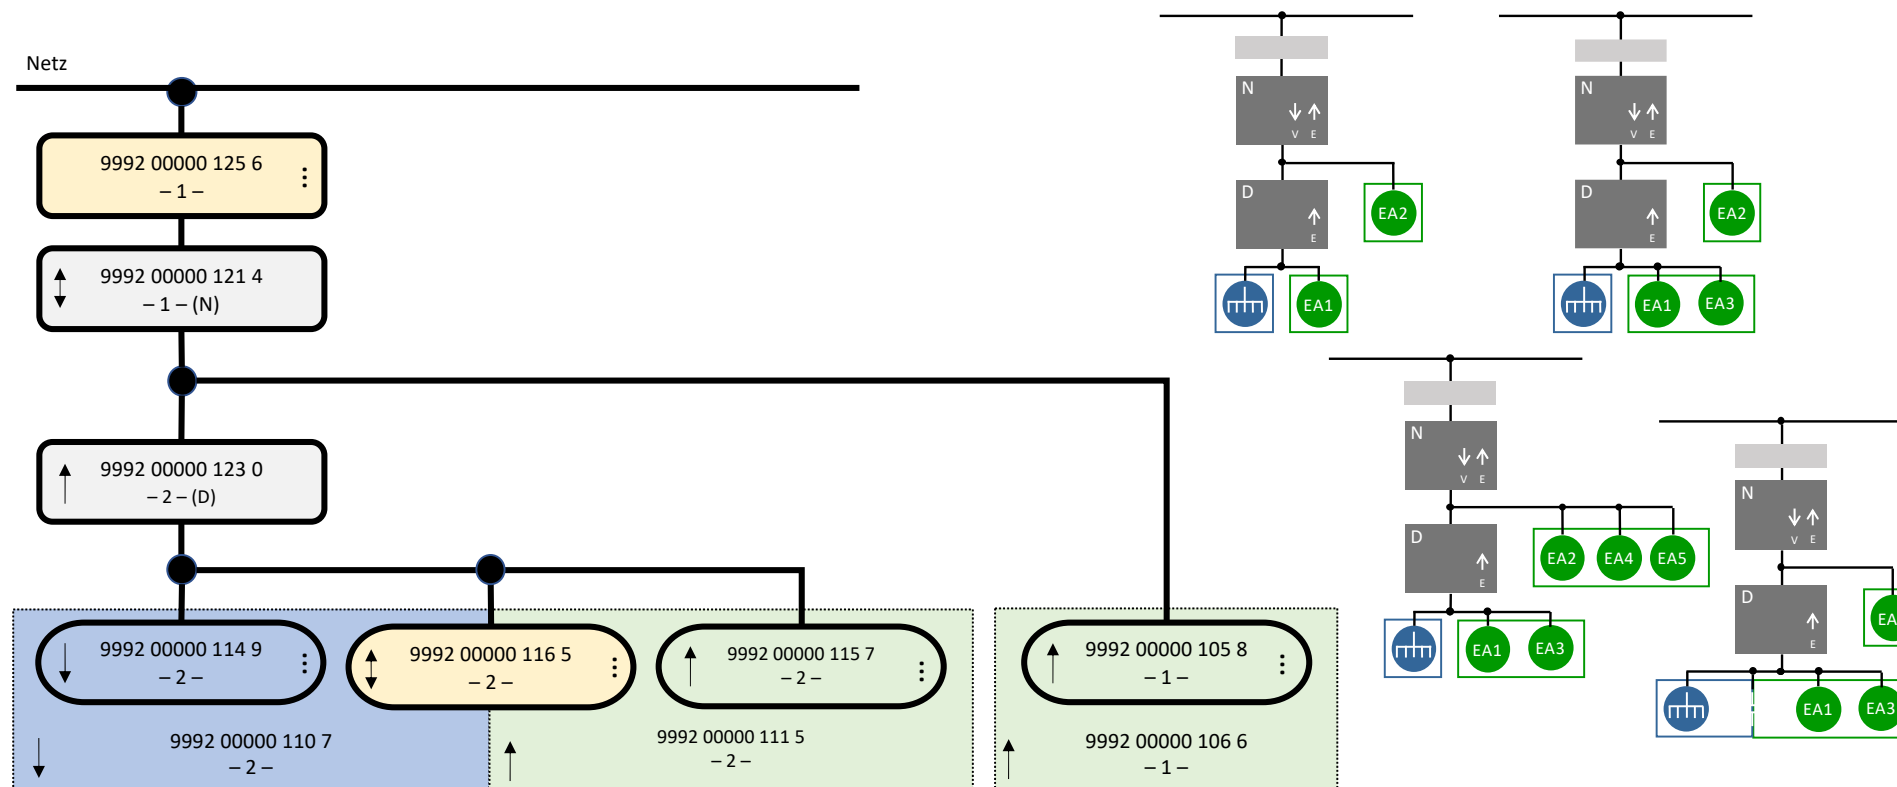 Netz
9992 00000 125 6
– 1 –
9992 00000 121 4
– 1 – (N)
9992 00000 123 0
– 2 – (D)
9992 00000 114 9
– 2 –
9992 00000 116 5
– 2 –
9992 00000 115 7
– 2 –
9992 00000 105 8
– 1 –
9992 00000 110 7
– 2 –
9992 00000 111 5
– 2 –
9992 00000 106 6
– 1 –
N
V E
D
E
EA2
EA1
N
V E
D
E
EA2
EA1 EA3
N
V E
D
E
EA2 EA4 EA5
EA1 EA3
N
V E
D
E
EA
EA1 EA3